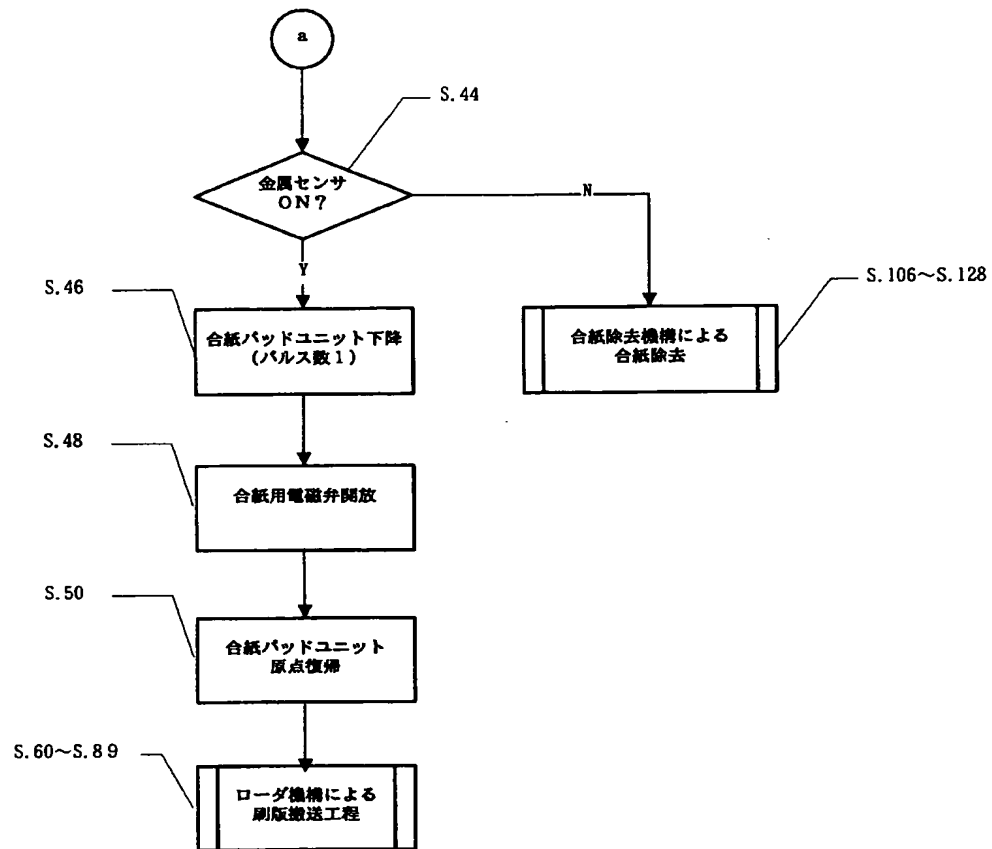 a
S.44
金属センサ
ON?
N
Y
S.46
S.106～S.128
合紙パッドユニット下降
(パルス数1)
合紙除去機構による
合紙除去
S.48
合紙用電磁弁開放
S.50
合紙パッドユニット
原点復帰
S.60～S.89
ローダ機構による
刷版搬送工程